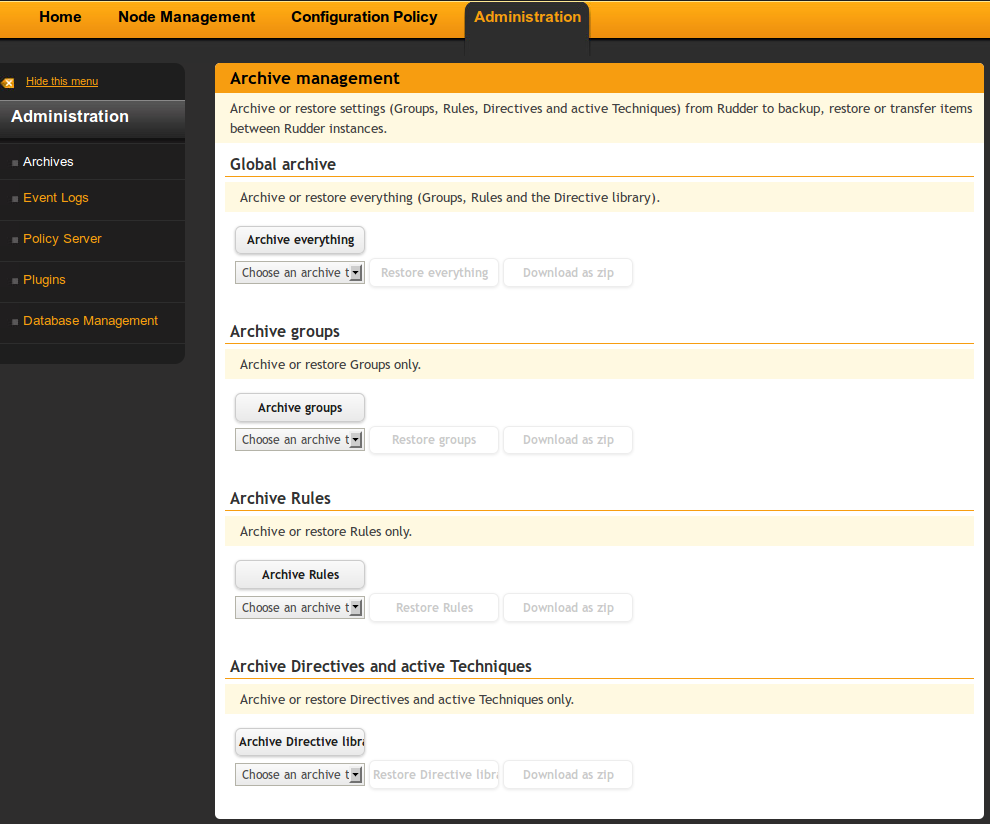 Home Node Management Configuration Policy Administration
Hide this menu
Administration
Archives
Event Logs
Policy Server
Plugins
Database Management
Archive management
Archive or restore settings (Groups, Rules, Directives and active Techniques) from Rudder to backup, restore or transfer items
between Rudder instances.
Global archive
Archive or restore everything (Groups, Rules and the Directive library).
Archive everything
Choose an archive t Restore everything Download as zip
Archive groups
Archive or restore Groups only.
Archive groups
Choose an archive t Restore groups Download as zip
Archive Rules
Archive or restore Rules only.
Archive Rules
Choose an archive t Restore Rules Download as zip
Archive Directives and active Techniques
Archive or restore Directives and active Techniques only.
Archive Directive libra
Choose an archive t Restore Directive libra Download as zip